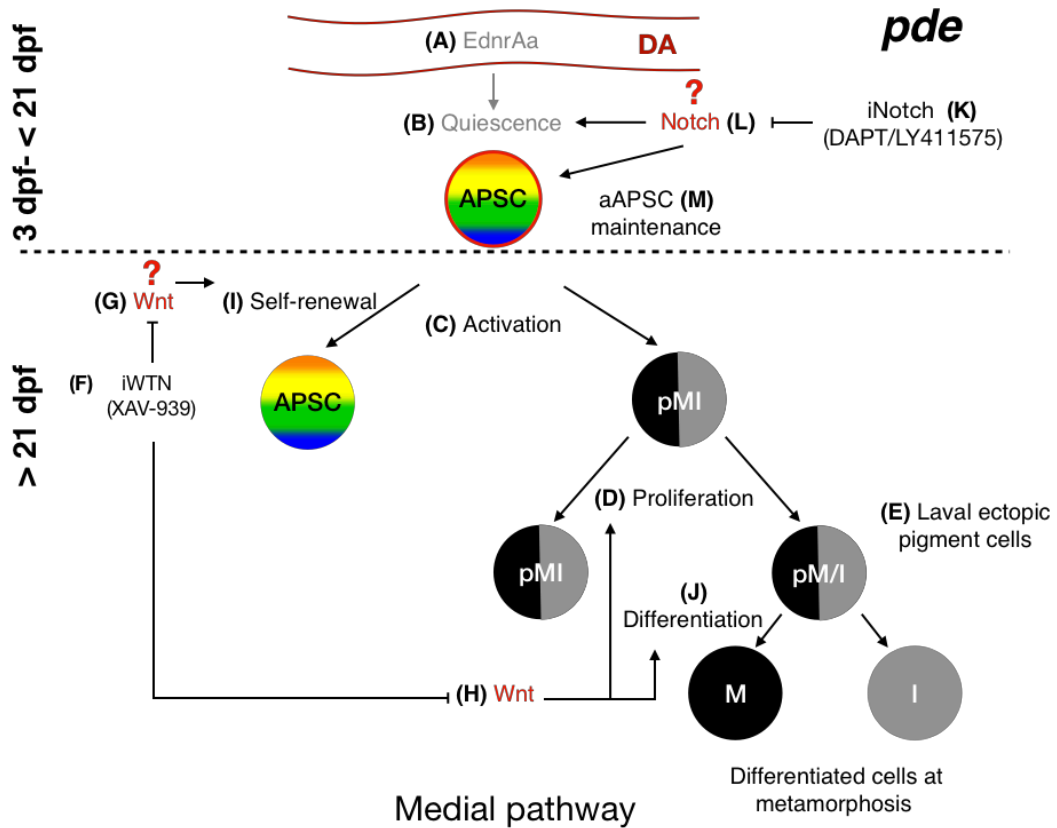 3 dpf- < 21 dpf
pde
(A) EdnrAa
DA
?
(B) Quiescence
Notch (L)
iNotch (K)
(DAPT/LY411575)
APSC
aAPSC (M)
maintenance
> 21 dpf
?
(G) Wnt
(I) Self-renewal
(C) Activation
(F) iWTN
(XAV-939)
APSC
pMI
(D) Proliferation
(E) Laval ectopic
pigment cells
pMI
pM/I
(J)
Differentiation
(H) Wnt
M
I
Differentiated cells at
metamorphosis
Medial pathway